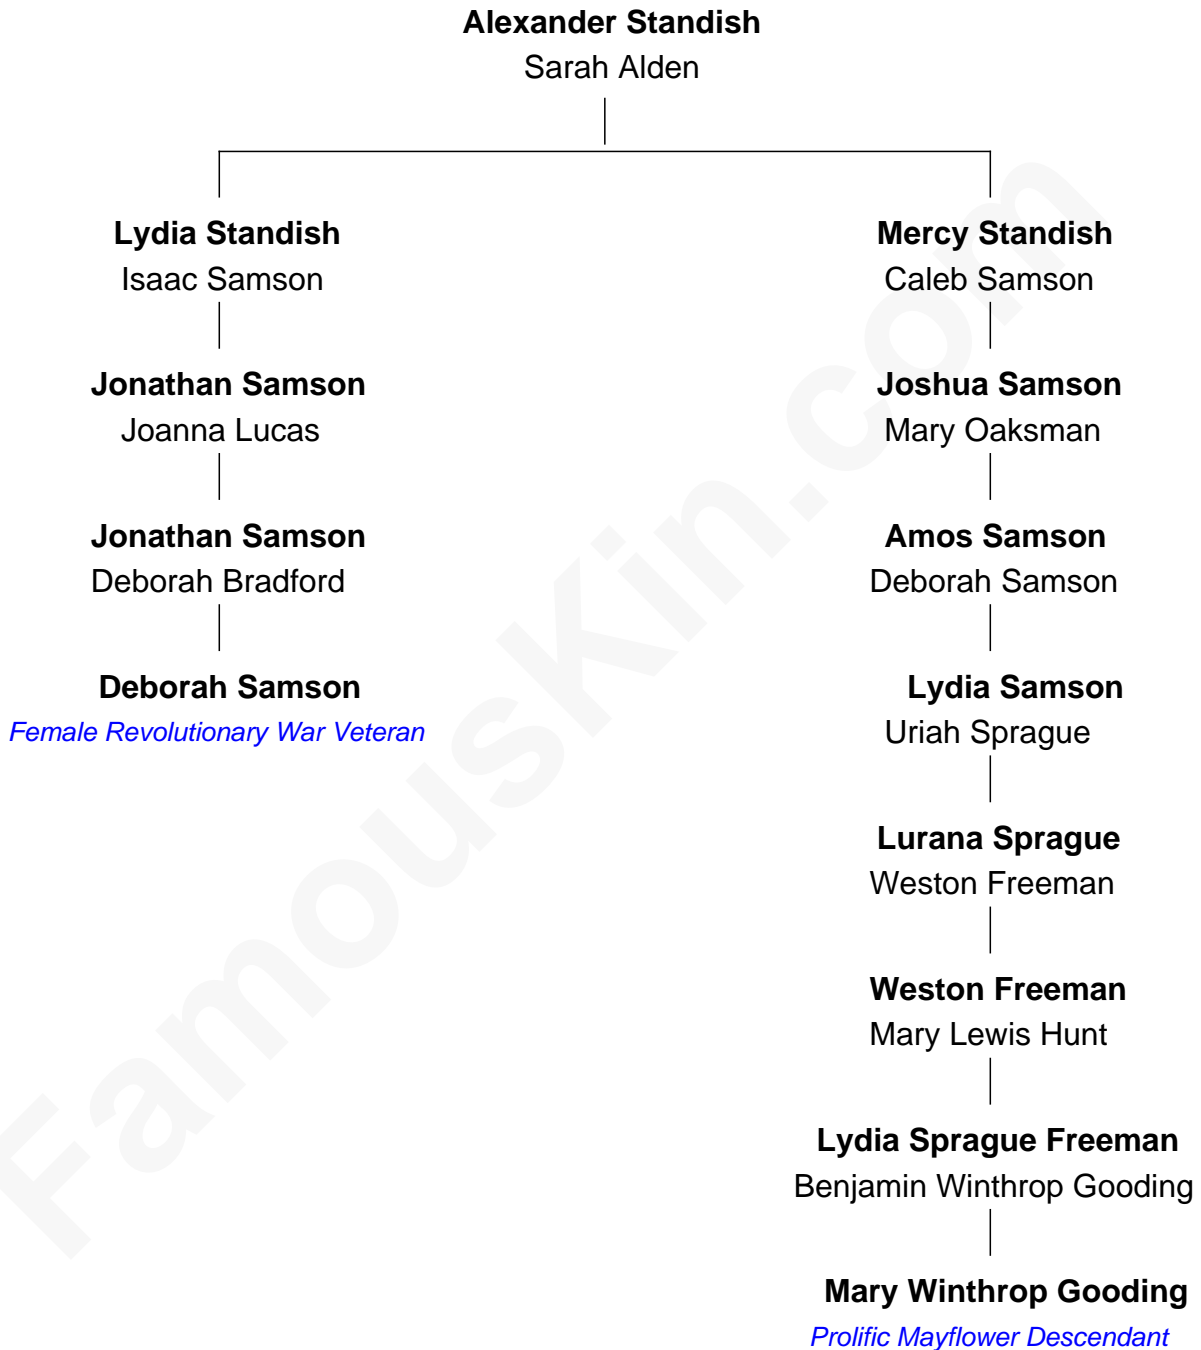 Alexander Standish
Sarah Alden
Lydia Standish
Isaac Samson
Jonathan Samson
Joanna Lucas
Jonathan Samson
Deborah Bradford
Deborah Samson
Female Revolutionary War Veteran
Mercy Standish
Caleb Samson
Joshua Samson
Mary Oaksman
Amos Samson
Deborah Samson
Lydia Samson
Uriah Sprague
Lurana Sprague
Weston Freeman
Weston Freeman
Mary Lewis Hunt
Lydia Sprague Freeman
Benjamin Winthrop Gooding
Mary Winthrop Gooding
Prolific Mayflower Descendant
FamousKin.com